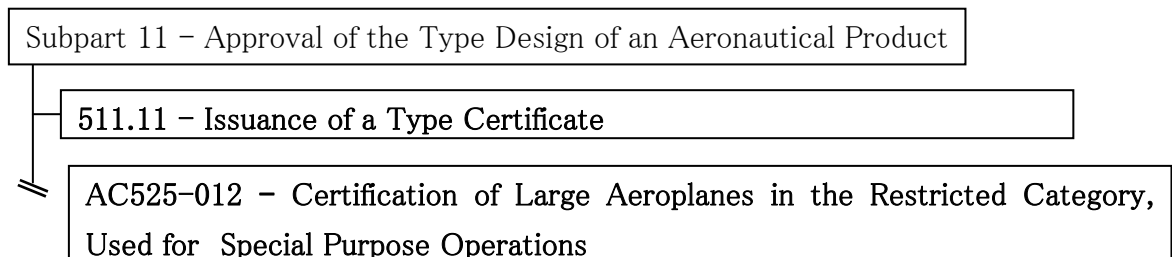 Subpart 11 – Approval of the Type Design of an Aeronautical Product
511.11 – Issuance of a Type Certificate
AC525-012 – Certification of Large Aeroplanes in the Restricted Category,
Used for Special Purpose Operations